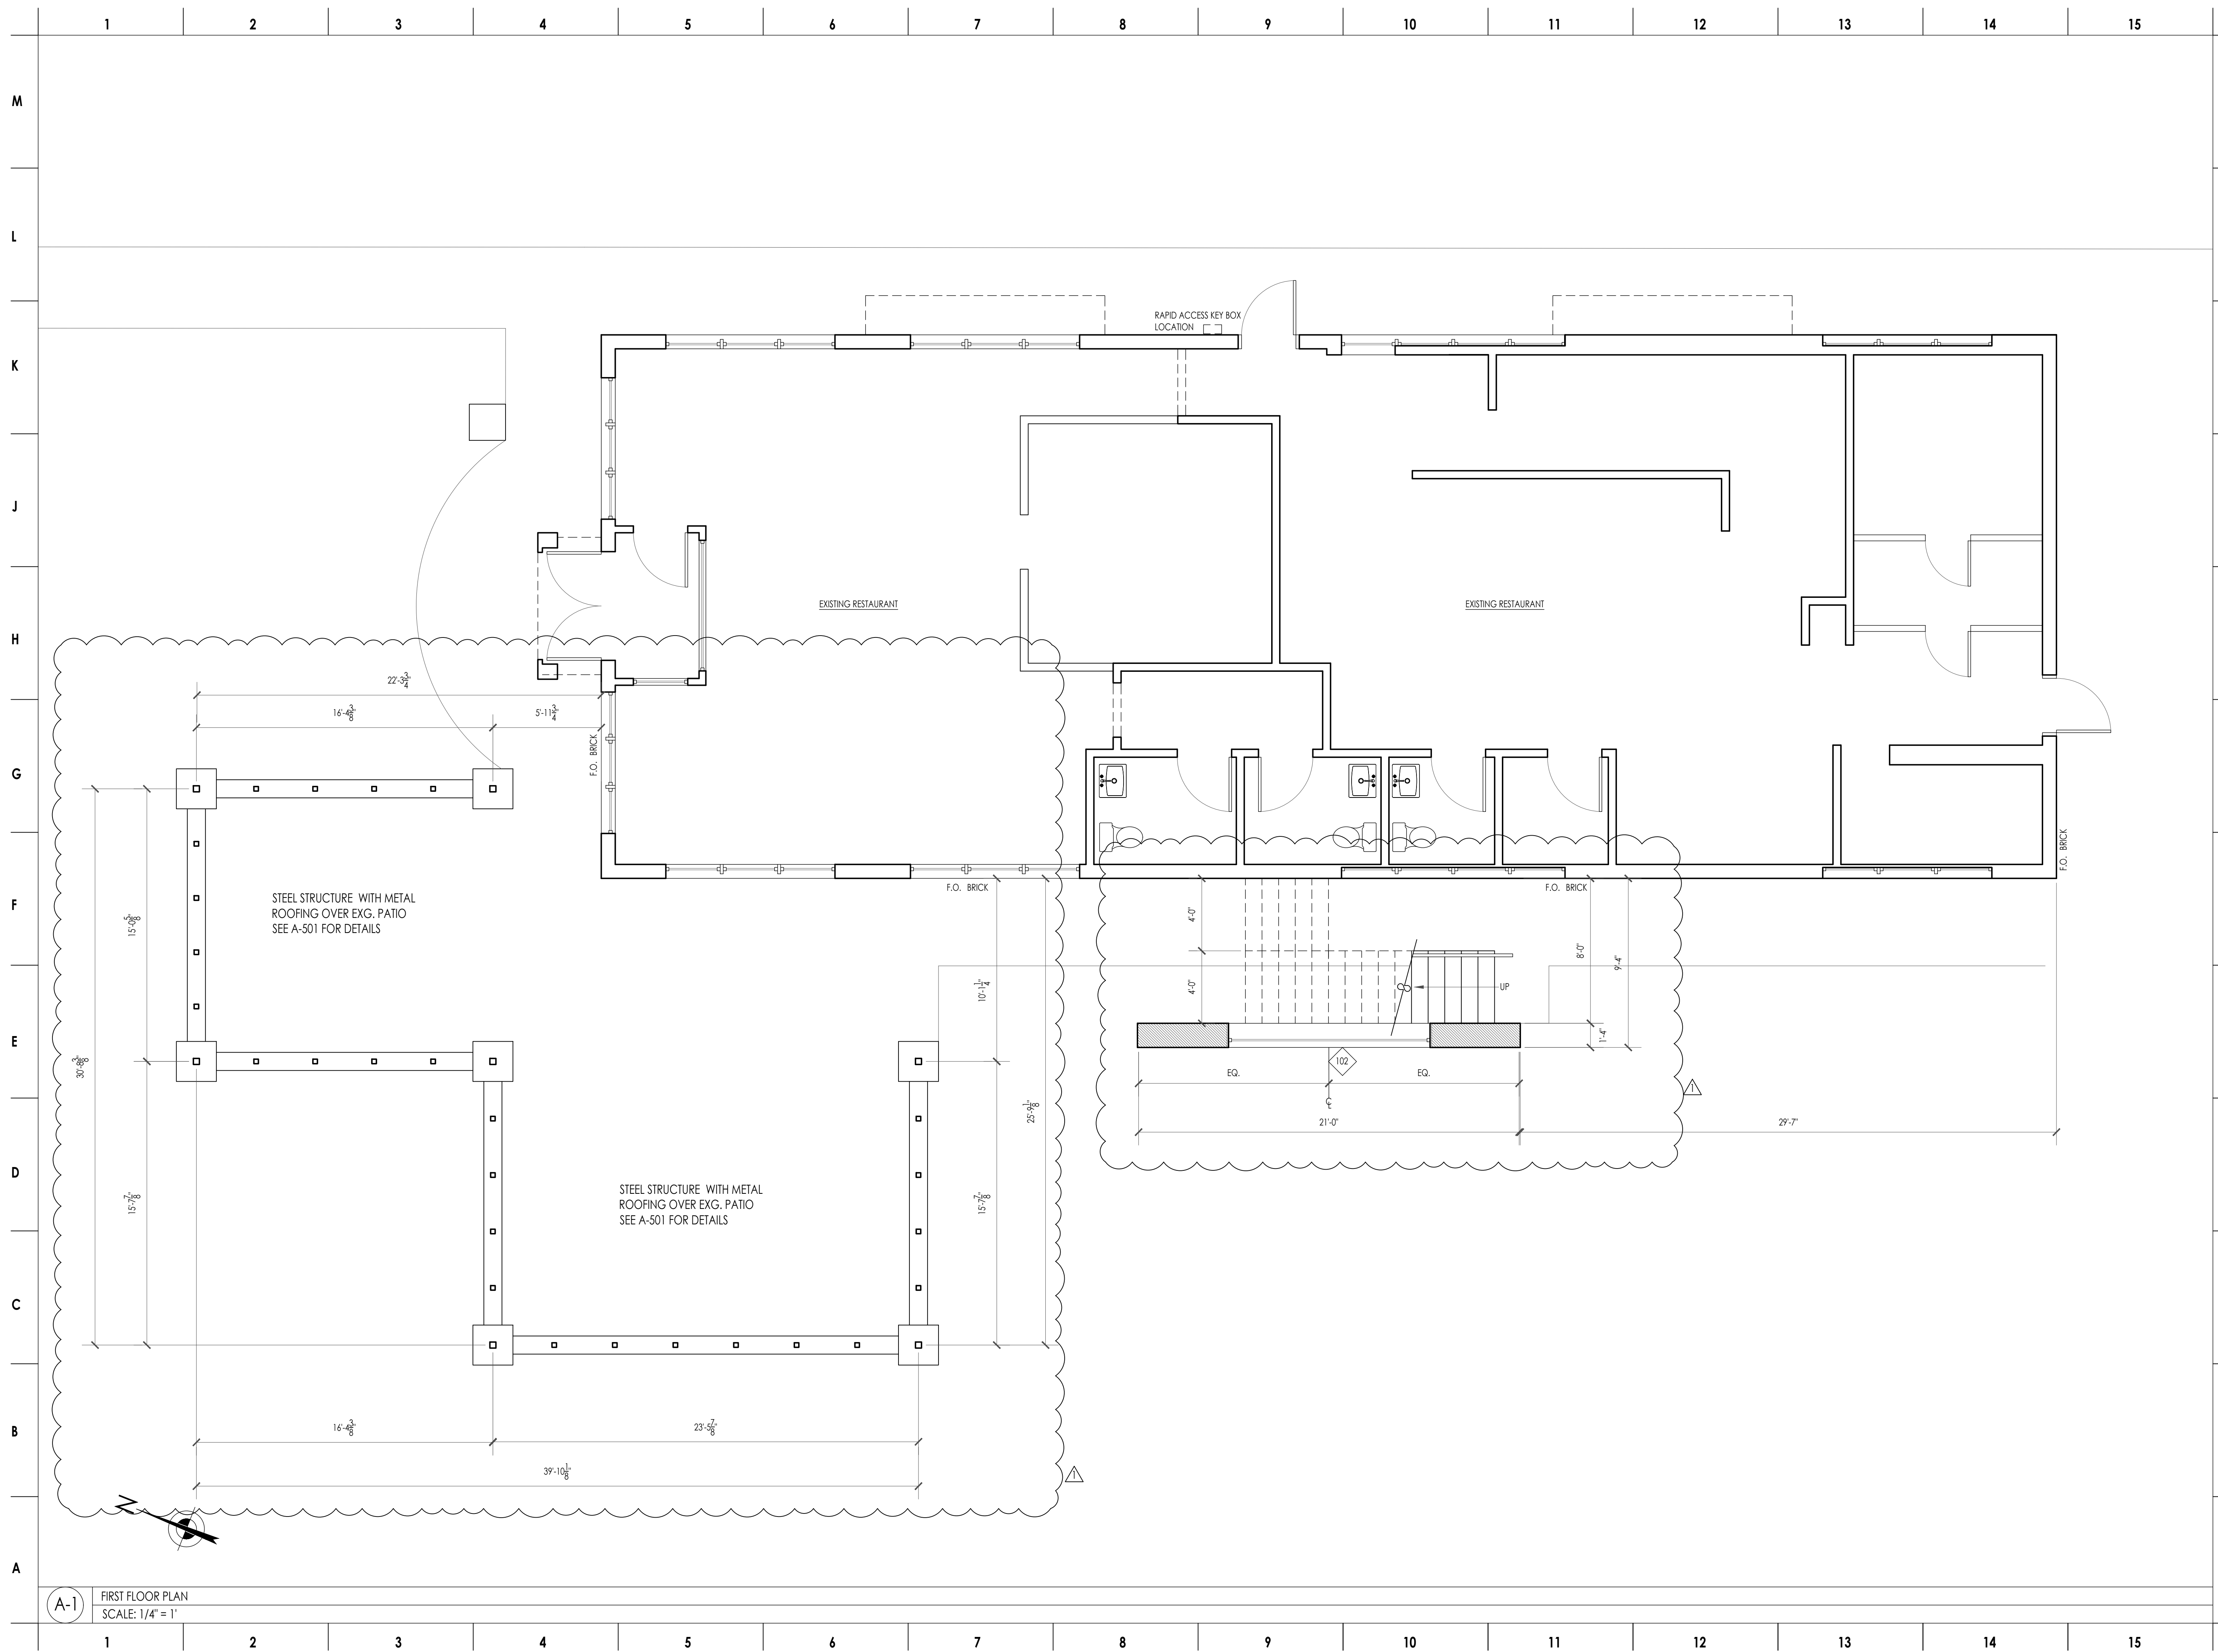 1 2 3 4 5 6 7 8 9 10 11 12 13 14 15
M
L
RAPID ACCESS KEY BOX
LOCATION
K
J
EXISTING RESTAURANT
EXISTING RESTAURANT
H
22'-3 3/4"
16'-4 3/8"
5'-11 3/4"
F.O. BRICK
G
F.O. BRICK
F.O. BRICK
F.O. BRICK
STEEL STRUCTURE WITH METAL
ROOFING OVER EXG. PATIO
SEE A-501 FOR DETAILS
F
15'-0 5/8"
4'-0"
8'-0"
9'-4"
4'-0"
10'-1 1/4"
UP
E
1'-4"
30'-8 3/8"
102
EQ.
EQ.
1
25'-9 1/8"
CL
21'-0"
29'-7"
D
STEEL STRUCTURE WITH METAL
ROOFING OVER EXG. PATIO
SEE A-501 FOR DETAILS
15'-7 7/8"
15'-7 7/8"
C
B
16'-4 3/8"
23'-5 7/8"
39'-10 1/8"
1
N
A
A-1
FIRST FLOOR PLAN
SCALE: 1/4" = 1'
1 2 3 4 5 6 7 8 9 10 11 12 13 14 15